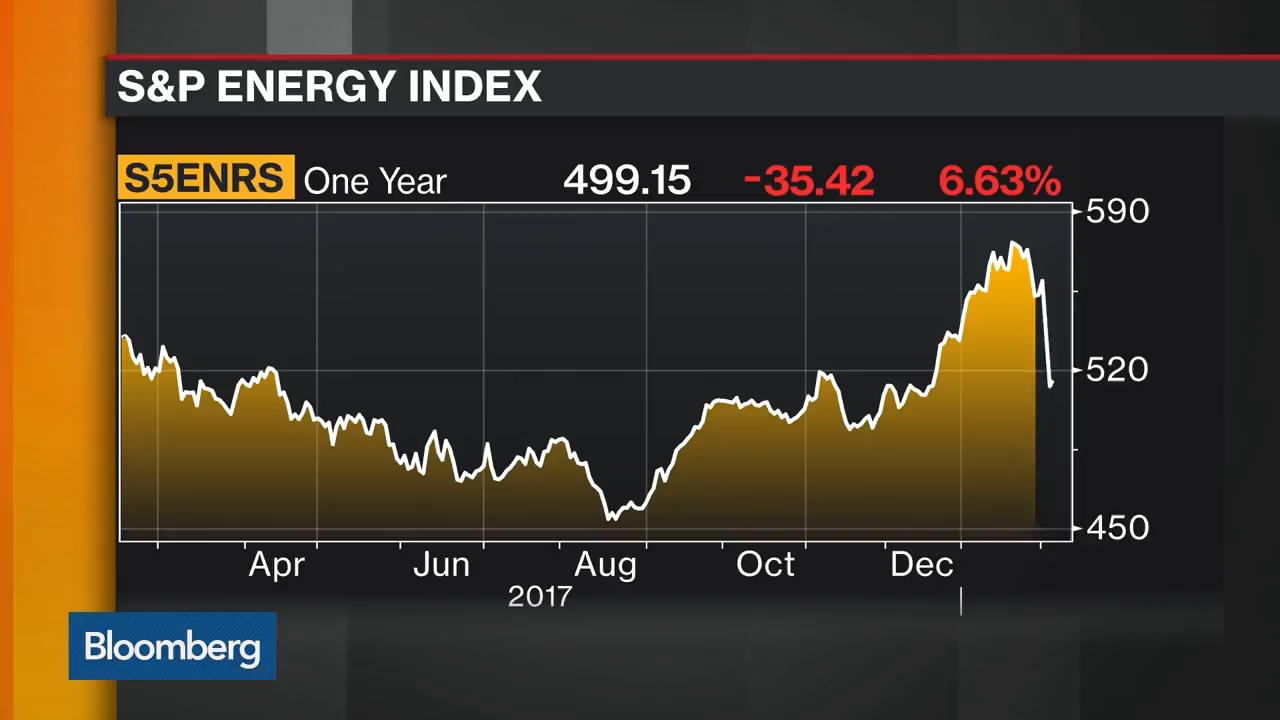 S&P ENERGY INDEX
S5ENRS One Year 499.15 -35.42 6.63%
590
520
450
Apr Jun Aug Oct Dec
2017
Bloomberg